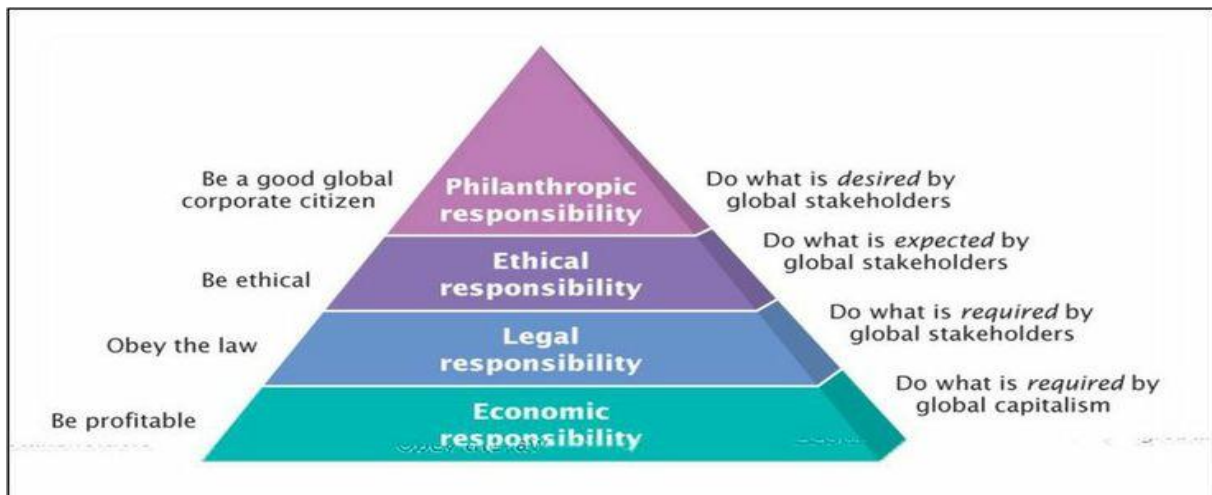 Be a good global
corporate citizen
Philanthropic
responsibility
Do what is desired by
global stakeholders
Be ethical
Ethical
responsibility
Do what is expected by
global stakeholders
Obey the law
Legal
responsibility
Do what is required by
global stakeholders
Be profitable
Economic
responsibility
Do what is required by
global capitalism